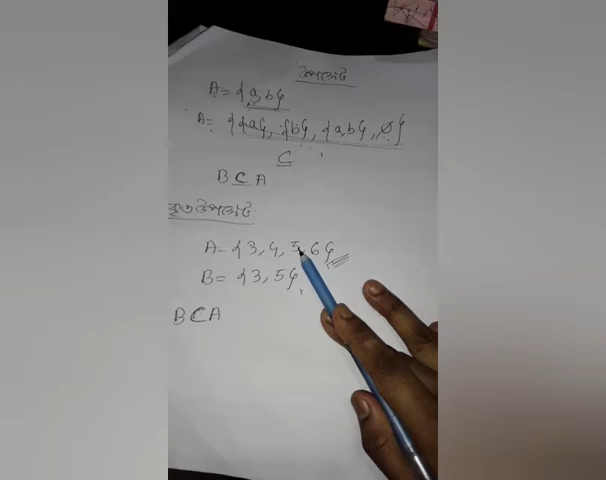 উপসেট
A = {a, b}
A = {{a}, {b}, {a, b}, ∅}
⊆
B ⊆ A
প্রকৃত উপসেট
A = {3, 4, 5, 6}
B = {3, 5}
B ⊂ A